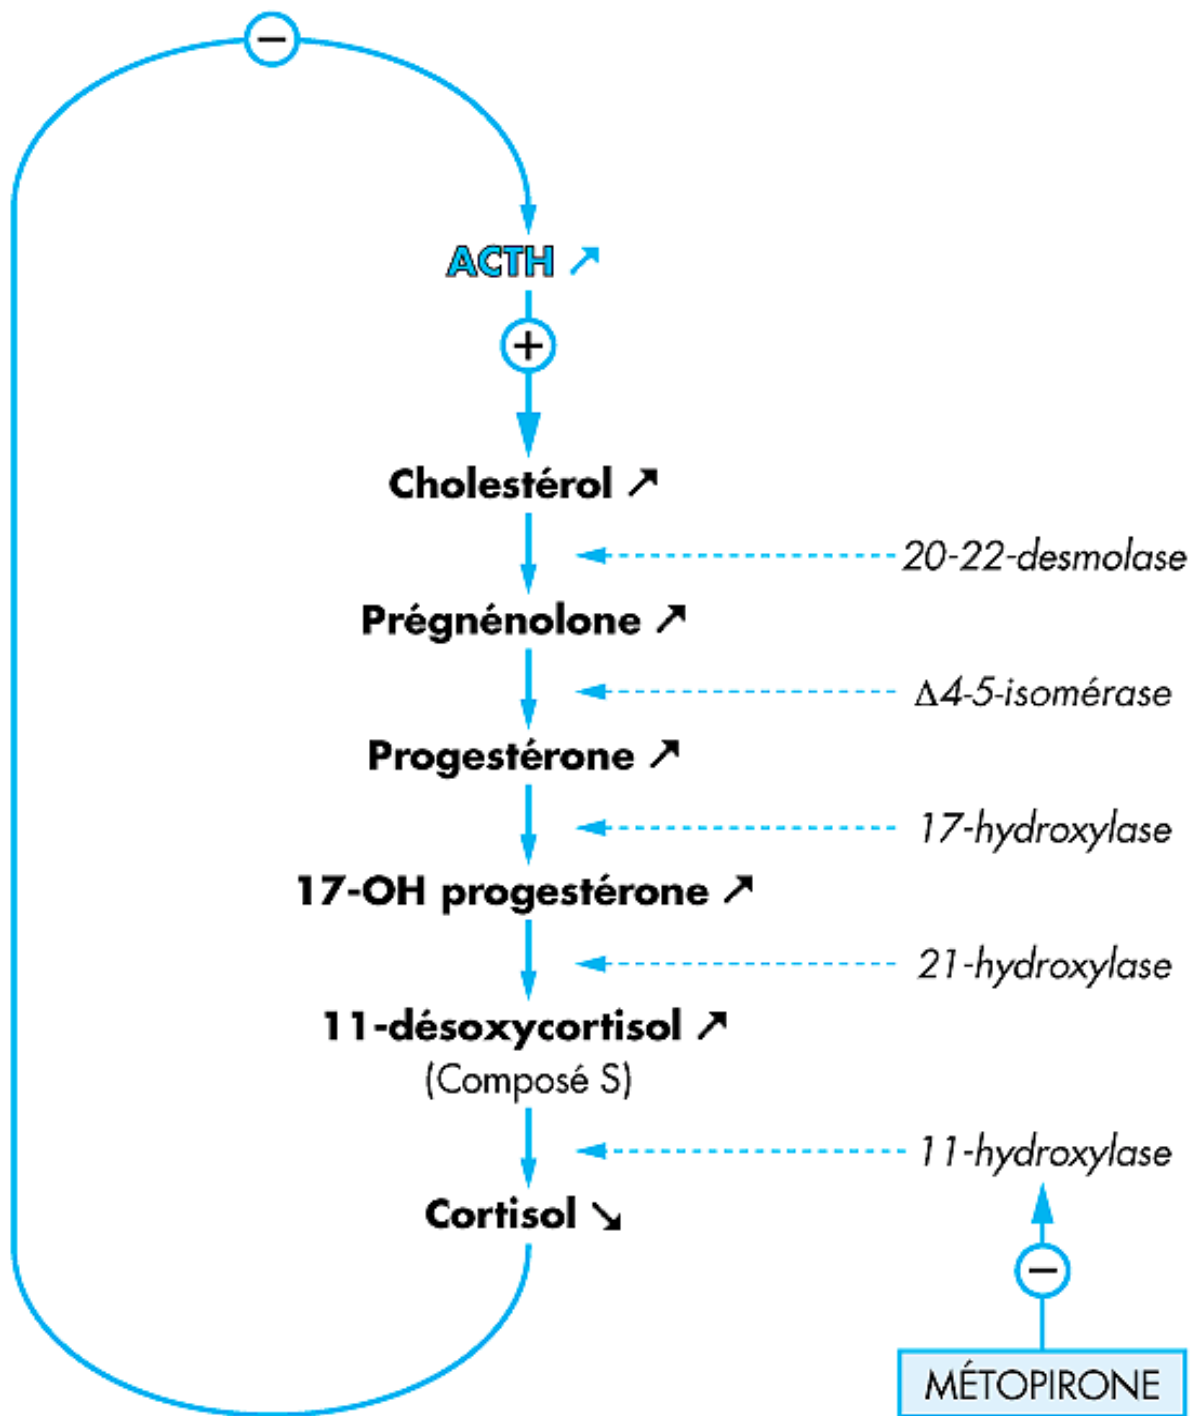 −
ACTH ↗
+
Cholestérol ↗
20-22-desmolase
Prégnénolone ↗
Δ4-5-isomérase
Progestérone ↗
17-hydroxylase
17-OH progestérone ↗
21-hydroxylase
11-désoxycortisol ↗
(Composé S)
11-hydroxylase
Cortisol ↘
−
MÉTOPIRONE